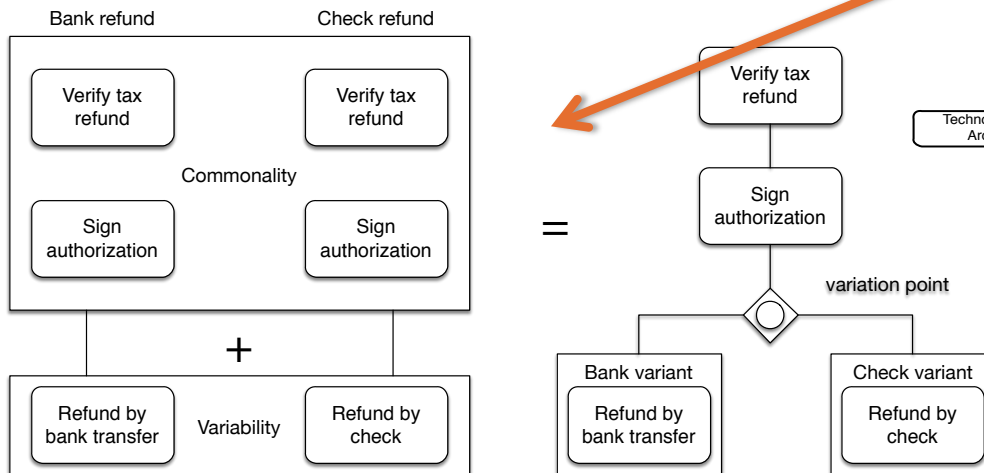 Bank refund
Check refund
Verify tax
refund
Verify tax
refund
Commonality
Sign
authorization
Sign
authorization
+
Refund by
bank transfer
Variability
Refund by
check
=
Verify tax
refund
Sign
authorization
variation point
Bank variant
Refund by
bank transfer
Check variant
Refund by
check